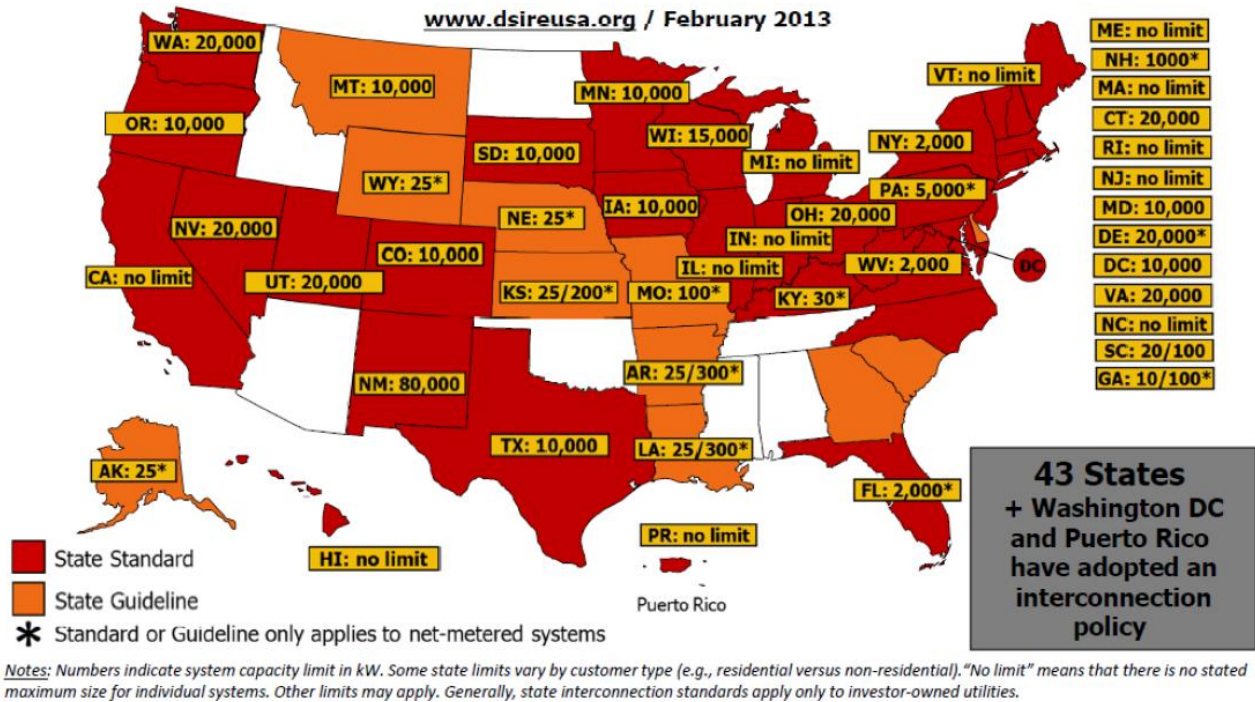 www.dsireusa.org / February 2013
WA: 20,000
MT: 10,000
MN: 10,000
VT: no limit
ME: no limit
NH: 1000*
MA: no limit
CT: 20,000
RI: no limit
NJ: no limit
MD: 10,000
DE: 20,000*
DC: 10,000
VA: 20,000
NC: no limit
SC: 20/100
GA: 10/100*
OR: 10,000
SD: 10,000
WI: 15,000
MI: no limit
NY: 2,000
WY: 25*
PA: 5,000*
NE: 25*
IA: 10,000
OH: 20,000
NV: 20,000
IN: no limit
CO: 10,000
WV: 2,000
DC
CA: no limit
UT: 20,000
IL: no limit
KS: 25/200*
MO: 100*
KY: 30*
NM: 80,000
AR: 25/300*
TX: 10,000
LA: 25/300*
AK: 25*
FL: 2,000*
HI: no limit
PR: no limit
Puerto Rico
43 States
+ Washington DC
and Puerto Rico
have adopted an
interconnection
policy
State Standard
State Guideline
* Standard or Guideline only applies to net-metered systems
Notes: Numbers indicate system capacity limit in kW. Some state limits vary by customer type (e.g., residential versus non-residential).“No limit” means that there is no stated
maximum size for individual systems. Other limits may apply. Generally, state interconnection standards apply only to investor-owned utilities.